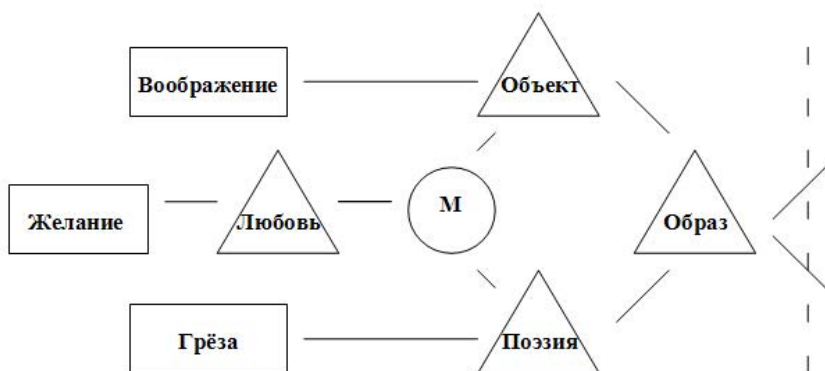 Воображение
Объект
Желание
Любовь
М
Образ
Грёза
Поэзия